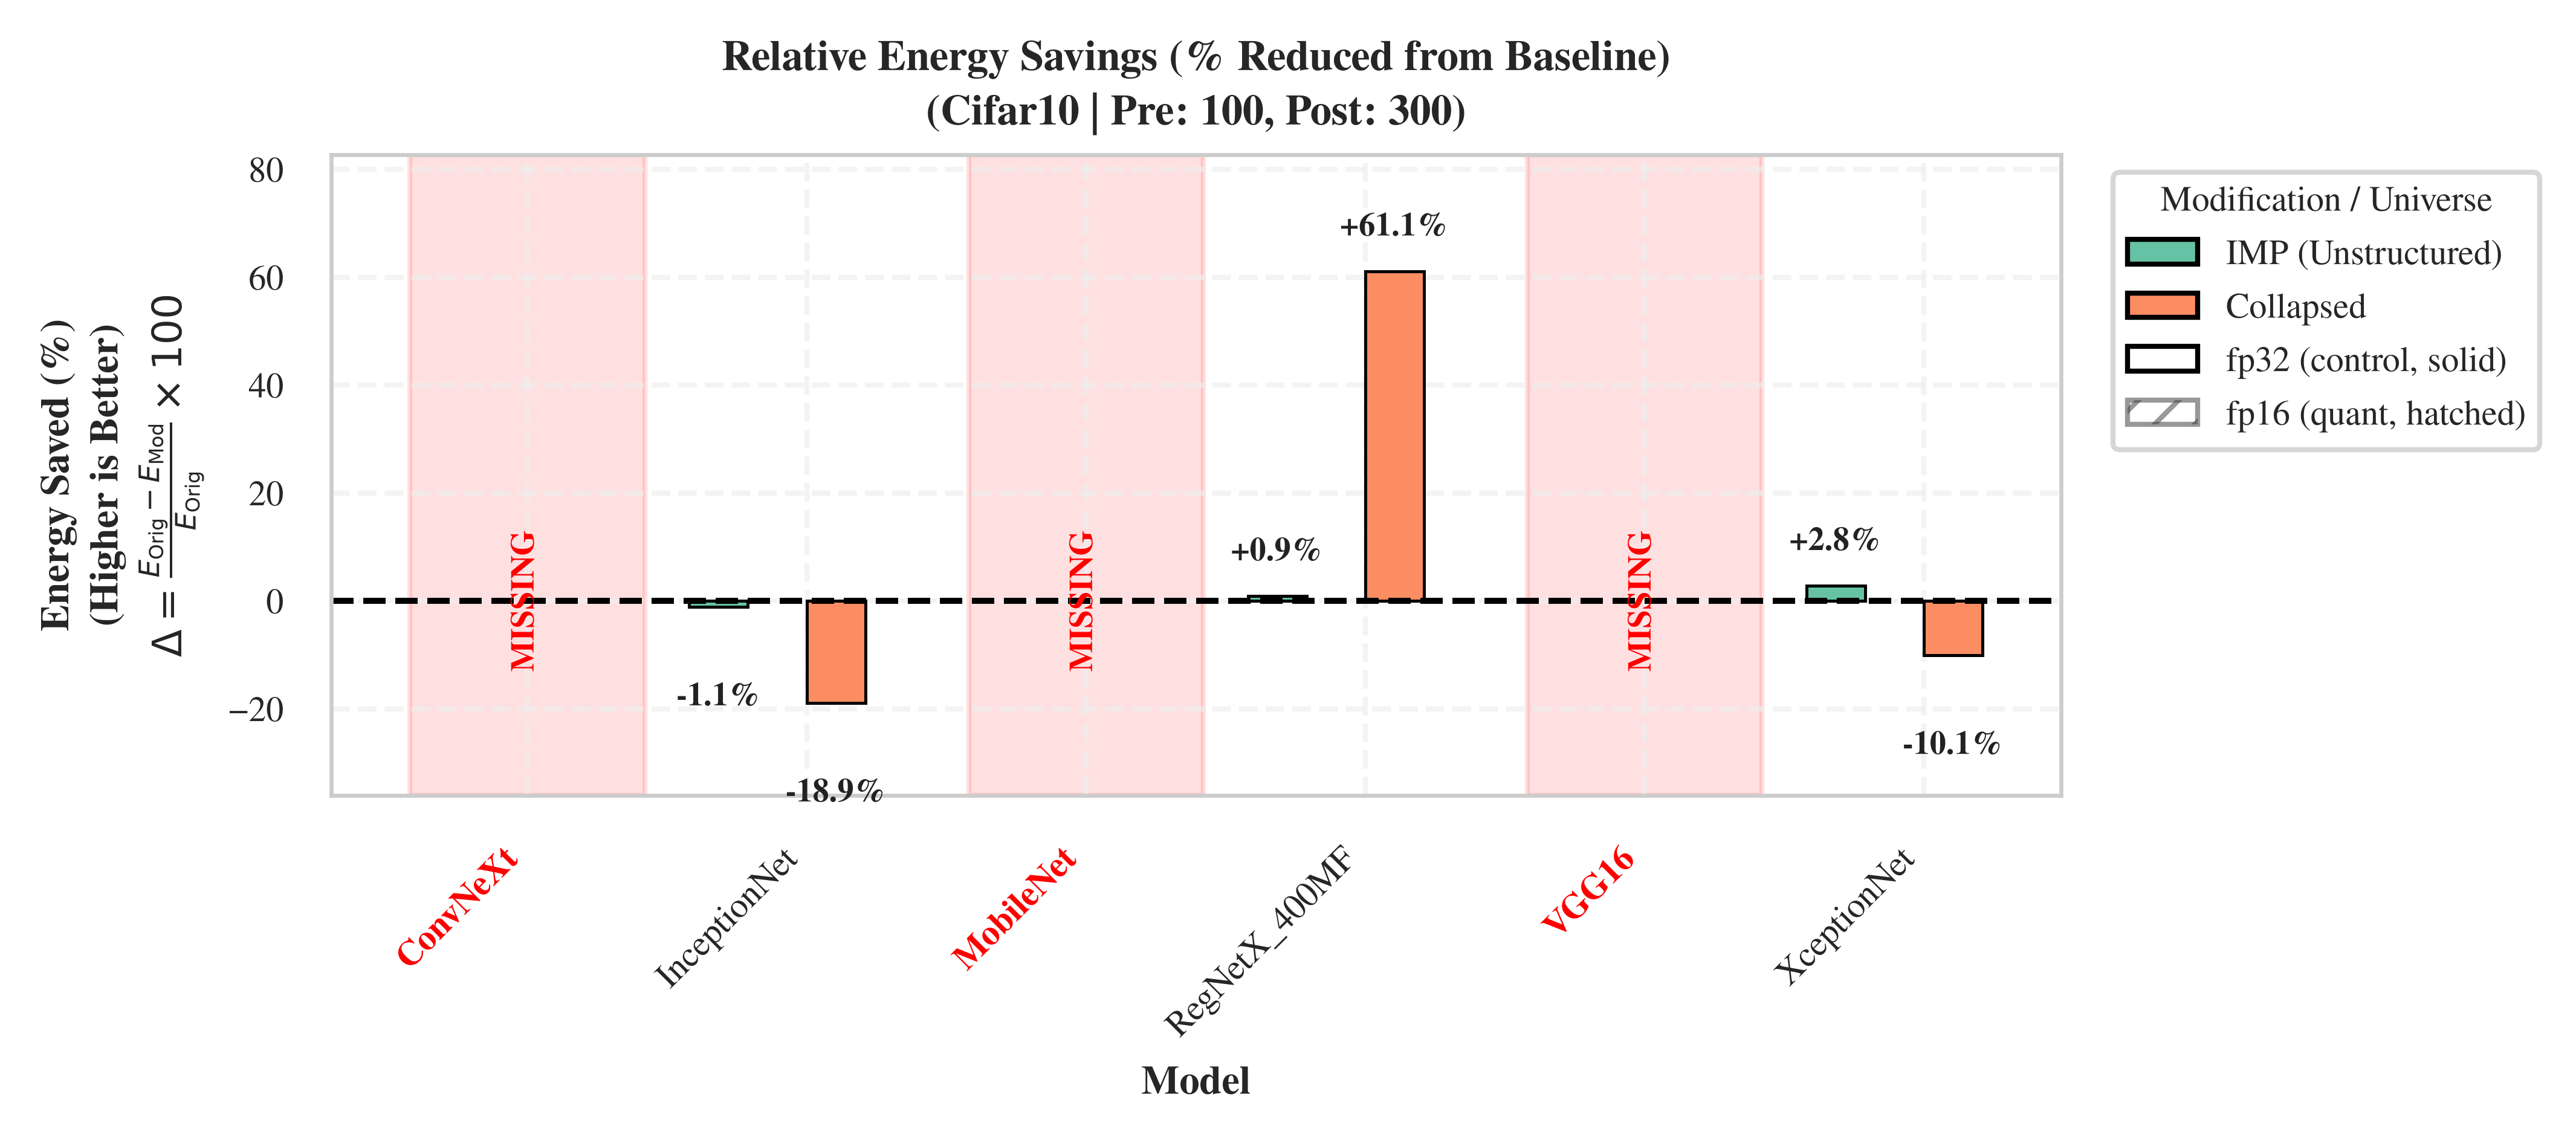 Relative Energy Savings (% Reduced from Baseline)
(Cifar10 | Pre: 100, Post: 300)
Energy Saved (%)
(Higher is Better)
Δ = (E_Orig − E_Mod) / E_Orig × 100
80
60
40
20
0
−20
MISSING
-1.1%
-18.9%
MISSING
+0.9%
+61.1%
MISSING
+2.8%
-10.1%
ConvNeXt
InceptionNet
MobileNet
RegNetX_400MF
VGG16
XceptionNet
Model
Modification / Universe
IMP (Unstructured)
Collapsed
fp32 (control, solid)
fp16 (quant, hatched)